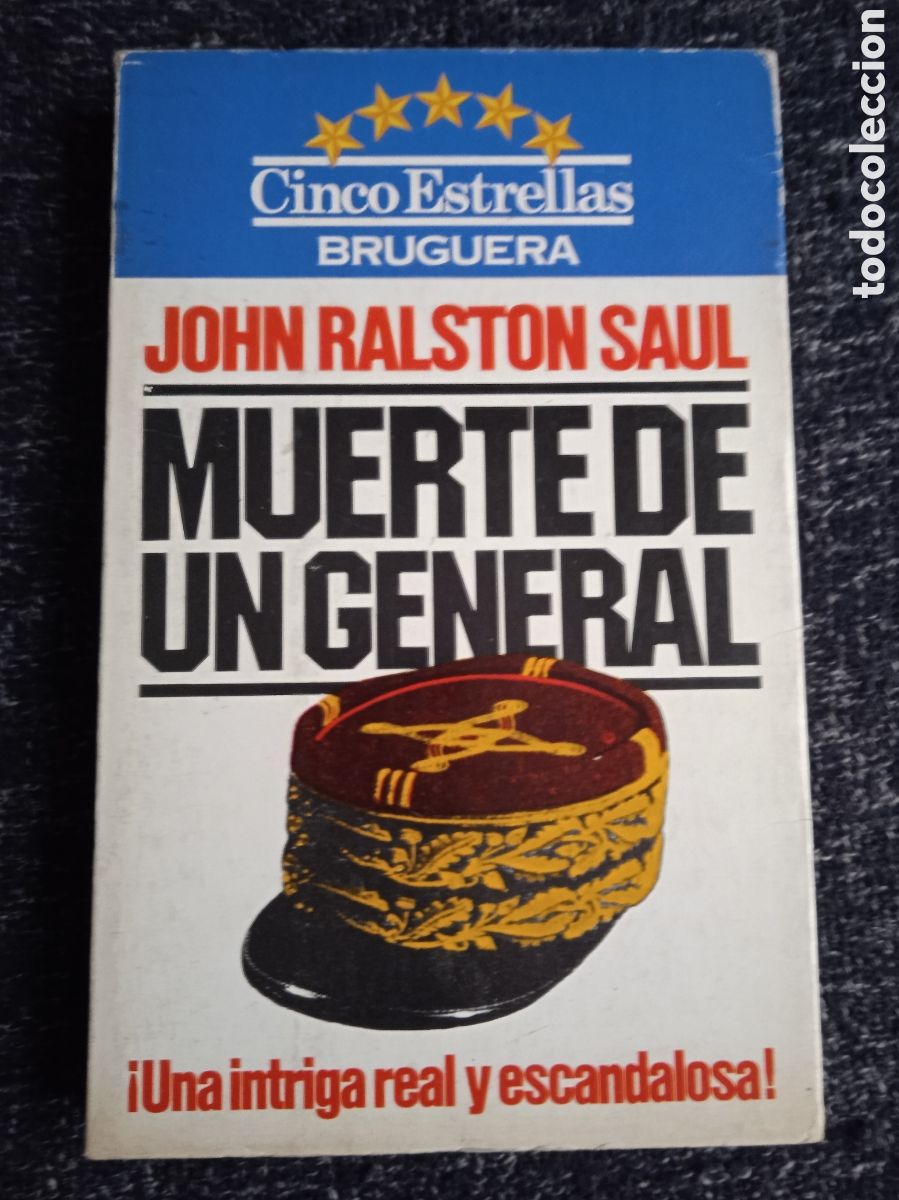 todocoleccion
Cinco Estrellas
BRUGUERA
JOHN RALSTON SAUL
MUERTE DE
UN GENERAL
¡Una intriga real y escandalosa!